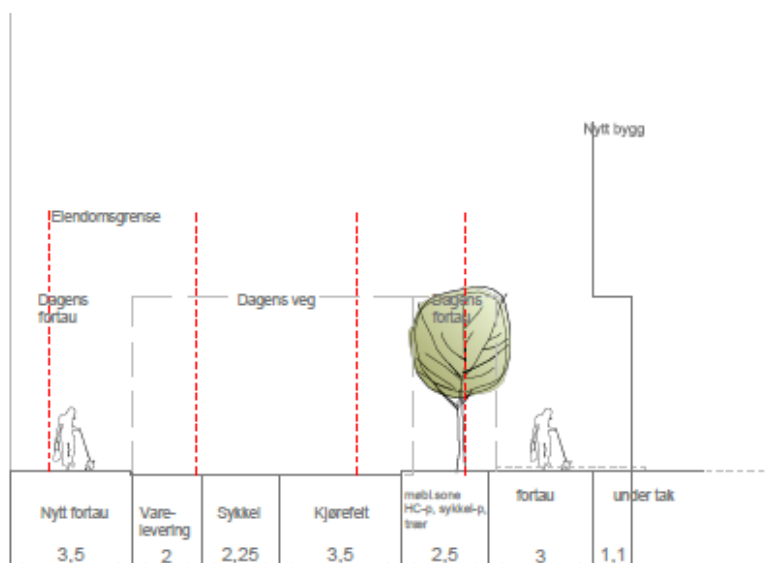 Nytt bygg
Eiendomsgrense
Dagens
fortau
Dagens veg
Dagens
fortau
Nytt fortau
Vare-
levering
Sykkel
Kjørefelt
møbl.sone
HC-p, sykkel-p,
trær
fortau
under tak
3,5
2
2,25
3,5
2,5
3
1,1